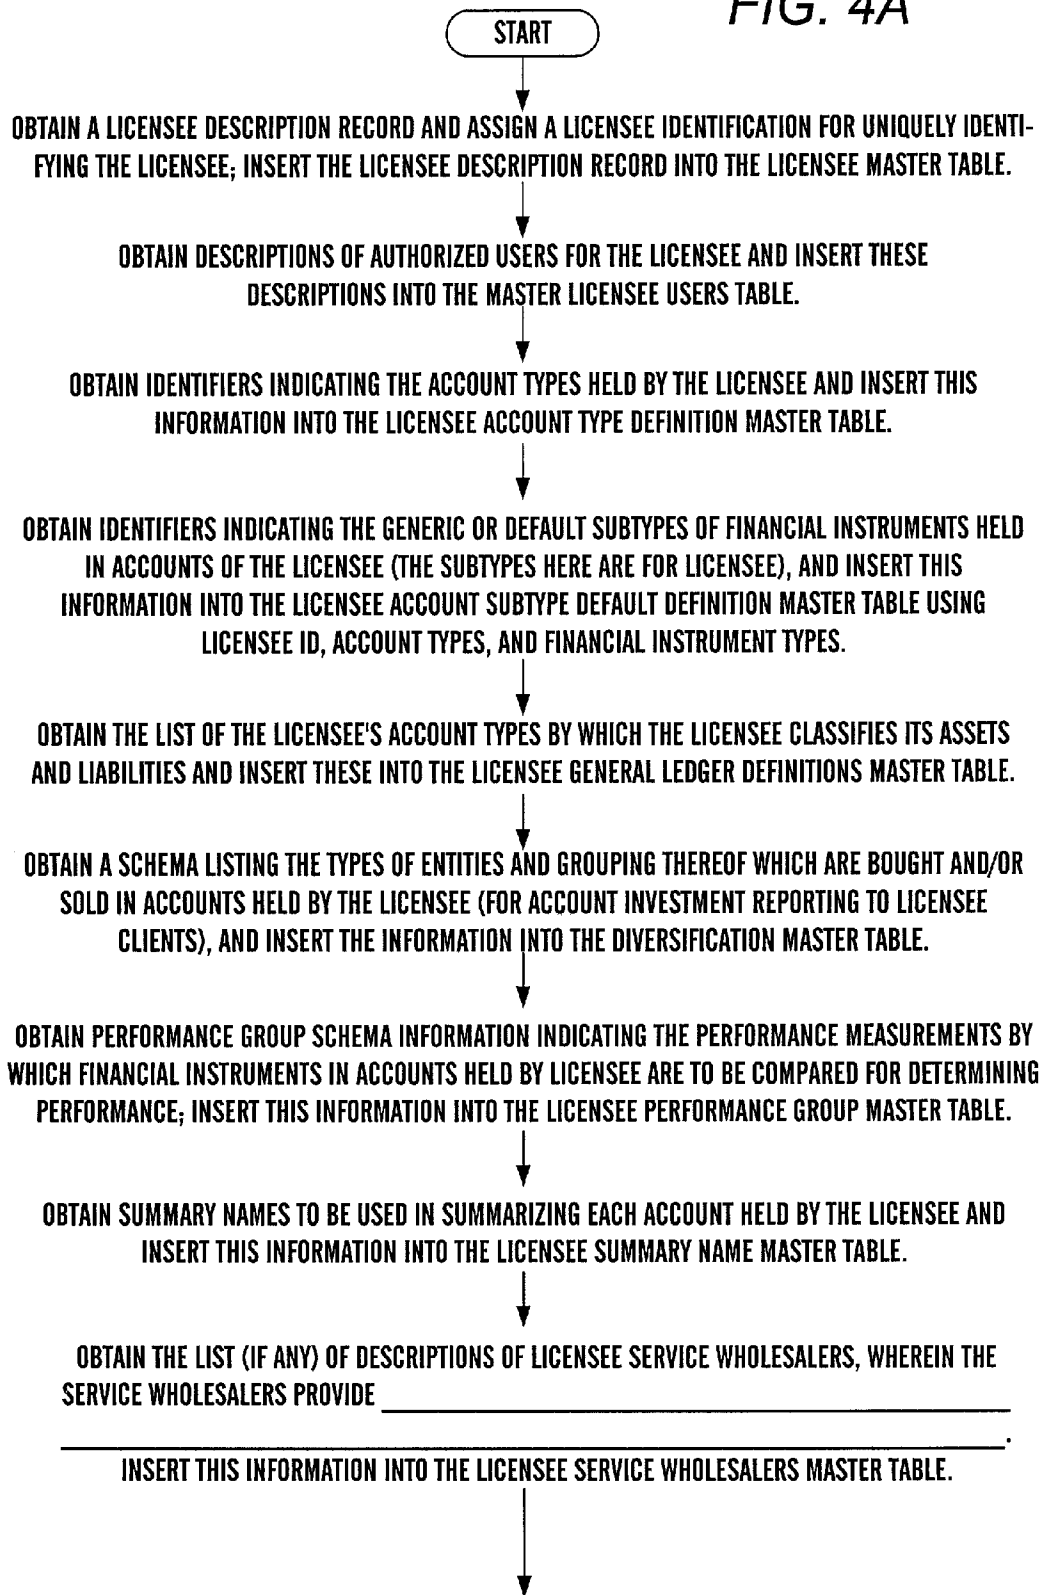 FIG. 4A
START
OBTAIN A LICENSEE DESCRIPTION RECORD AND ASSIGN A LICENSEE IDENTIFICATION FOR UNIQUELY IDENTI-
FYING THE LICENSEE; INSERT THE LICENSEE DESCRIPTION RECORD INTO THE LICENSEE MASTER TABLE.
OBTAIN DESCRIPTIONS OF AUTHORIZED USERS FOR THE LICENSEE AND INSERT THESE
DESCRIPTIONS INTO THE MASTER LICENSEE USERS TABLE.
OBTAIN IDENTIFIERS INDICATING THE ACCOUNT TYPES HELD BY THE LICENSEE AND INSERT THIS
INFORMATION INTO THE LICENSEE ACCOUNT TYPE DEFINITION MASTER TABLE.
OBTAIN IDENTIFIERS INDICATING THE GENERIC OR DEFAULT SUBTYPES OF FINANCIAL INSTRUMENTS HELD
IN ACCOUNTS OF THE LICENSEE (THE SUBTYPES HERE ARE FOR LICENSEE), AND INSERT THIS
INFORMATION INTO THE LICENSEE ACCOUNT SUBTYPE DEFAULT DEFINITION MASTER TABLE USING
LICENSEE ID, ACCOUNT TYPES, AND FINANCIAL INSTRUMENT TYPES.
OBTAIN THE LIST OF THE LICENSEE'S ACCOUNT TYPES BY WHICH THE LICENSEE CLASSIFIES ITS ASSETS
AND LIABILITIES AND INSERT THESE INTO THE LICENSEE GENERAL LEDGER DEFINITIONS MASTER TABLE.
OBTAIN A SCHEMA LISTING THE TYPES OF ENTITIES AND GROUPING THEREOF WHICH ARE BOUGHT AND/OR
SOLD IN ACCOUNTS HELD BY THE LICENSEE (FOR ACCOUNT INVESTMENT REPORTING TO LICENSEE
CLIENTS), AND INSERT THE INFORMATION INTO THE DIVERSIFICATION MASTER TABLE.
OBTAIN PERFORMANCE GROUP SCHEMA INFORMATION INDICATING THE PERFORMANCE MEASUREMENTS BY
WHICH FINANCIAL INSTRUMENTS IN ACCOUNTS HELD BY LICENSEE ARE TO BE COMPARED FOR DETERMINING
PERFORMANCE; INSERT THIS INFORMATION INTO THE LICENSEE PERFORMANCE GROUP MASTER TABLE.
OBTAIN SUMMARY NAMES TO BE USED IN SUMMARIZING EACH ACCOUNT HELD BY THE LICENSEE AND
INSERT THIS INFORMATION INTO THE LICENSEE SUMMARY NAME MASTER TABLE.
OBTAIN THE LIST (IF ANY) OF DESCRIPTIONS OF LICENSEE SERVICE WHOLESALERS, WHEREIN THE
SERVICE WHOLESALERS PROVIDE
.
INSERT THIS INFORMATION INTO THE LICENSEE SERVICE WHOLESALERS MASTER TABLE.